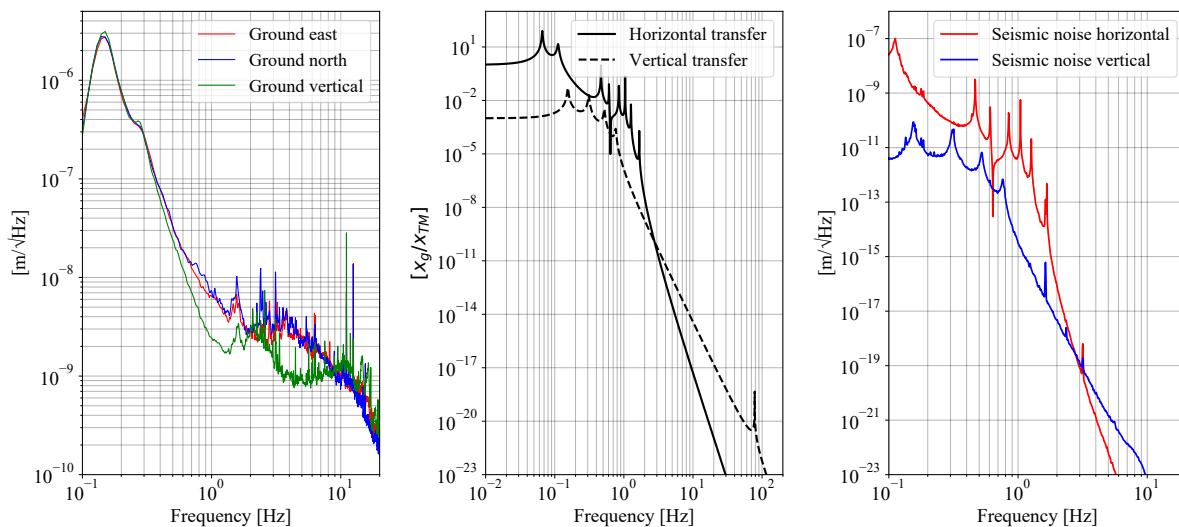 Ground east
Ground north
Ground vertical
10⁻⁶
10⁻⁷
10⁻⁸
10⁻⁹
10⁻¹⁰
[m/√Hz]
10⁻¹
10⁰
10¹
Frequency [Hz]
Horizontal transfer
Vertical transfer
10¹
10⁻²
10⁻⁵
10⁻⁸
10⁻¹¹
10⁻¹⁴
10⁻¹⁷
10⁻²⁰
10⁻²³
[x_g/x_TM]
10⁻²
10⁻¹
10⁰
10¹
10²
Frequency [Hz]
Seismic noise horizontal
Seismic noise vertical
10⁻⁷
10⁻⁹
10⁻¹¹
10⁻¹³
10⁻¹⁵
10⁻¹⁷
10⁻¹⁹
10⁻²¹
10⁻²³
[m/√Hz]
10⁻¹
10⁰
10¹
Frequency [Hz]